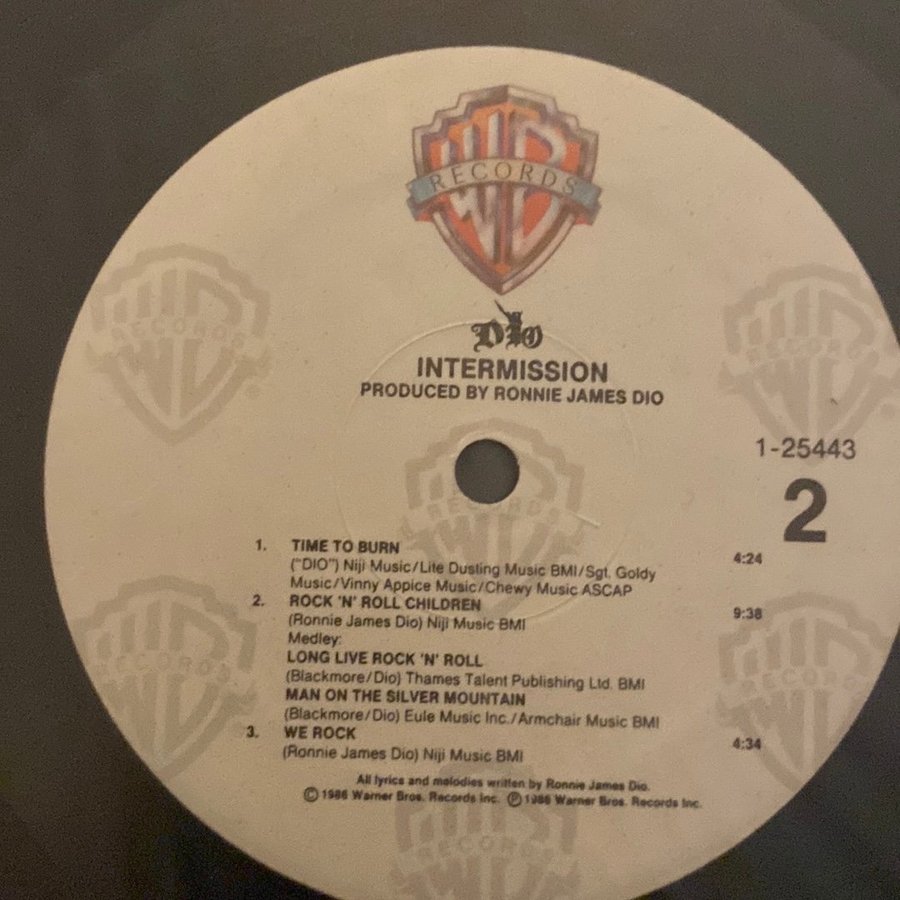 WB
RECORDS
DIO
INTERMISSION
PRODUCED BY RONNIE JAMES DIO
1-25443
2
1. TIME TO BURN 4:24
("DIO") Niji Music/Lite Dusting Music BMI/Sgt. Goldy
Music/Vinny Appice Music/Chewy Music ASCAP
2. ROCK 'N' ROLL CHILDREN 9:38
(Ronnie James Dio) Niji Music BMI
Medley:
LONG LIVE ROCK 'N' ROLL
(Blackmore/Dio) Thames Talent Publishing Ltd. BMI
MAN ON THE SILVER MOUNTAIN
(Blackmore/Dio) Eule Music Inc./Armchair Music BMI
3. WE ROCK 4:34
(Ronnie James Dio) Niji Music BMI
All lyrics and melodies written by Ronnie James Dio.
© 1986 Warner Bros. Records Inc. ℗ 1986 Warner Bros. Records Inc.